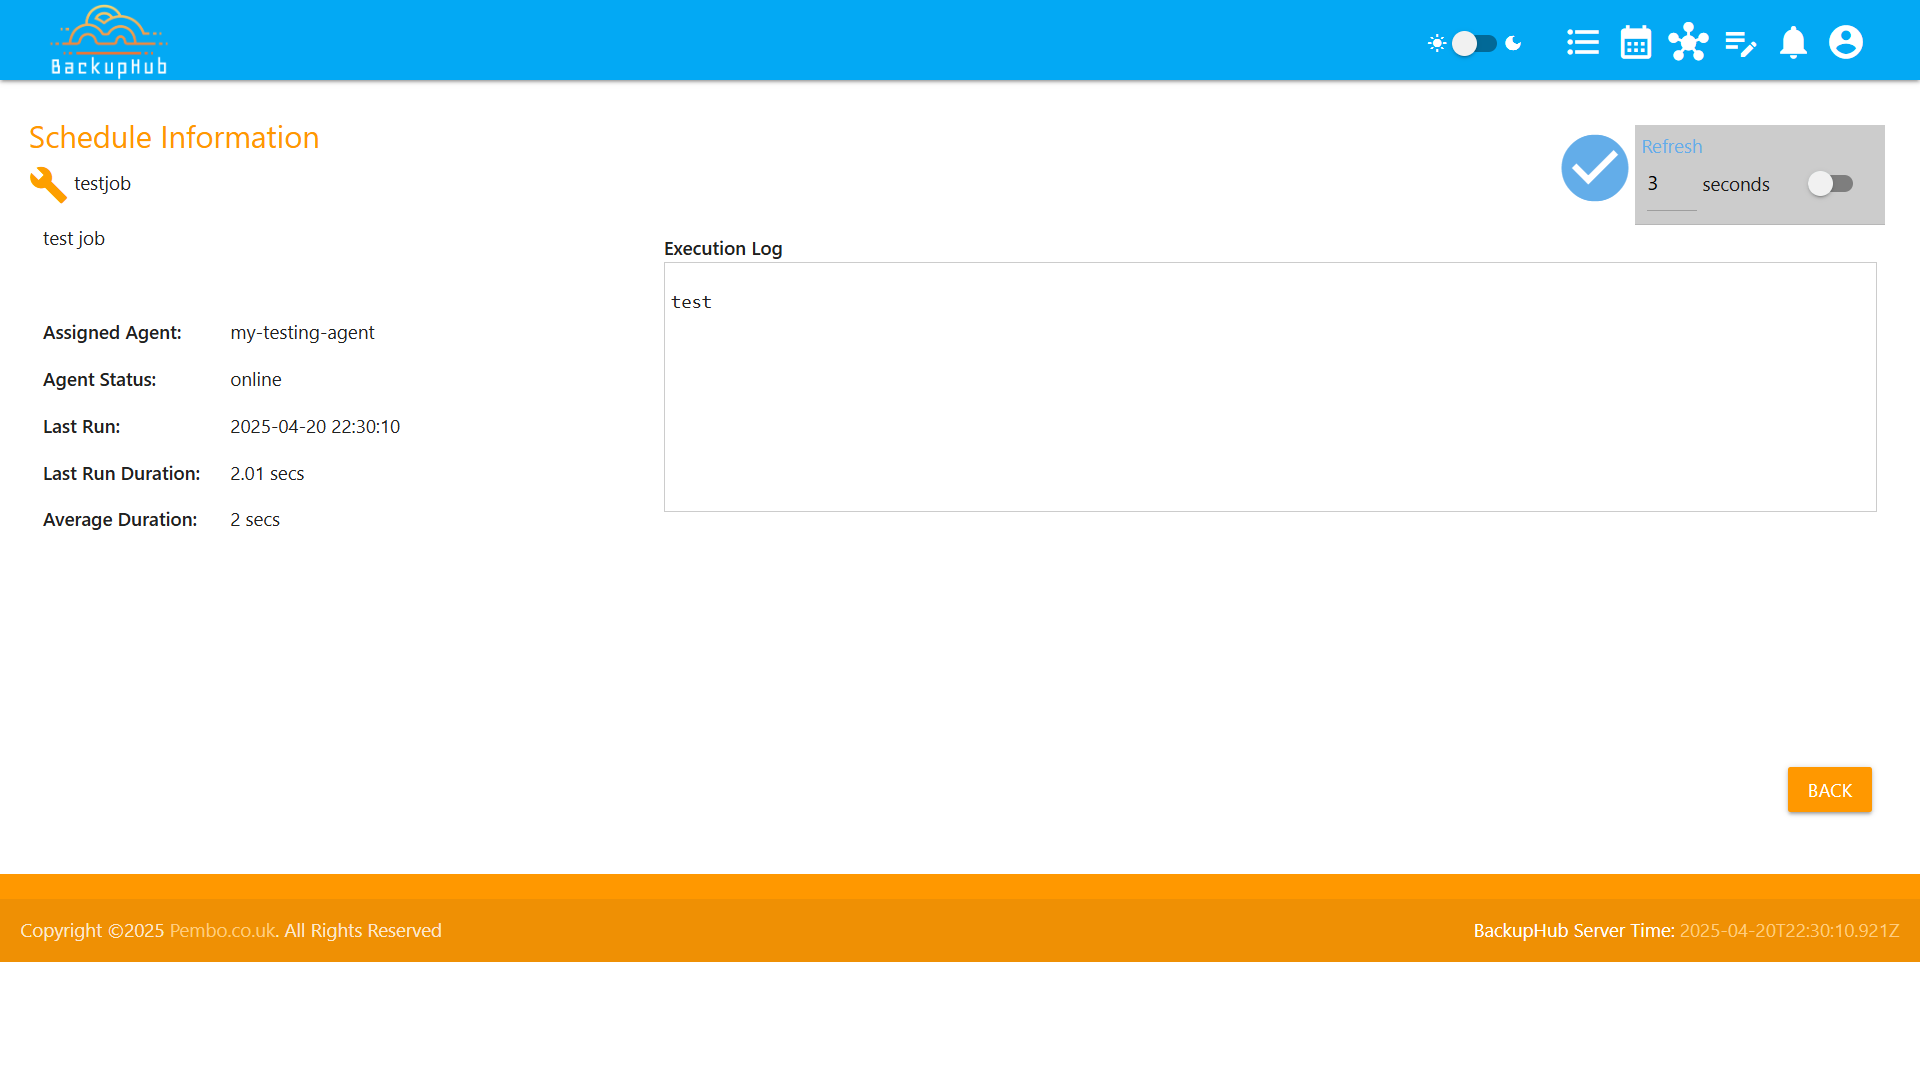 BackupHub
Schedule Information
testjob
Refresh
3 seconds
test job
Execution Log
test
Assigned Agent: my-testing-agent
Agent Status: online
Last Run: 2025-04-20 22:30:10
Last Run Duration: 2.01 secs
Average Duration: 2 secs
BACK
Copyright ©2025 Pembo.co.uk. All Rights Reserved
BackupHub Server Time: 2025-04-20T22:30:10.921Z